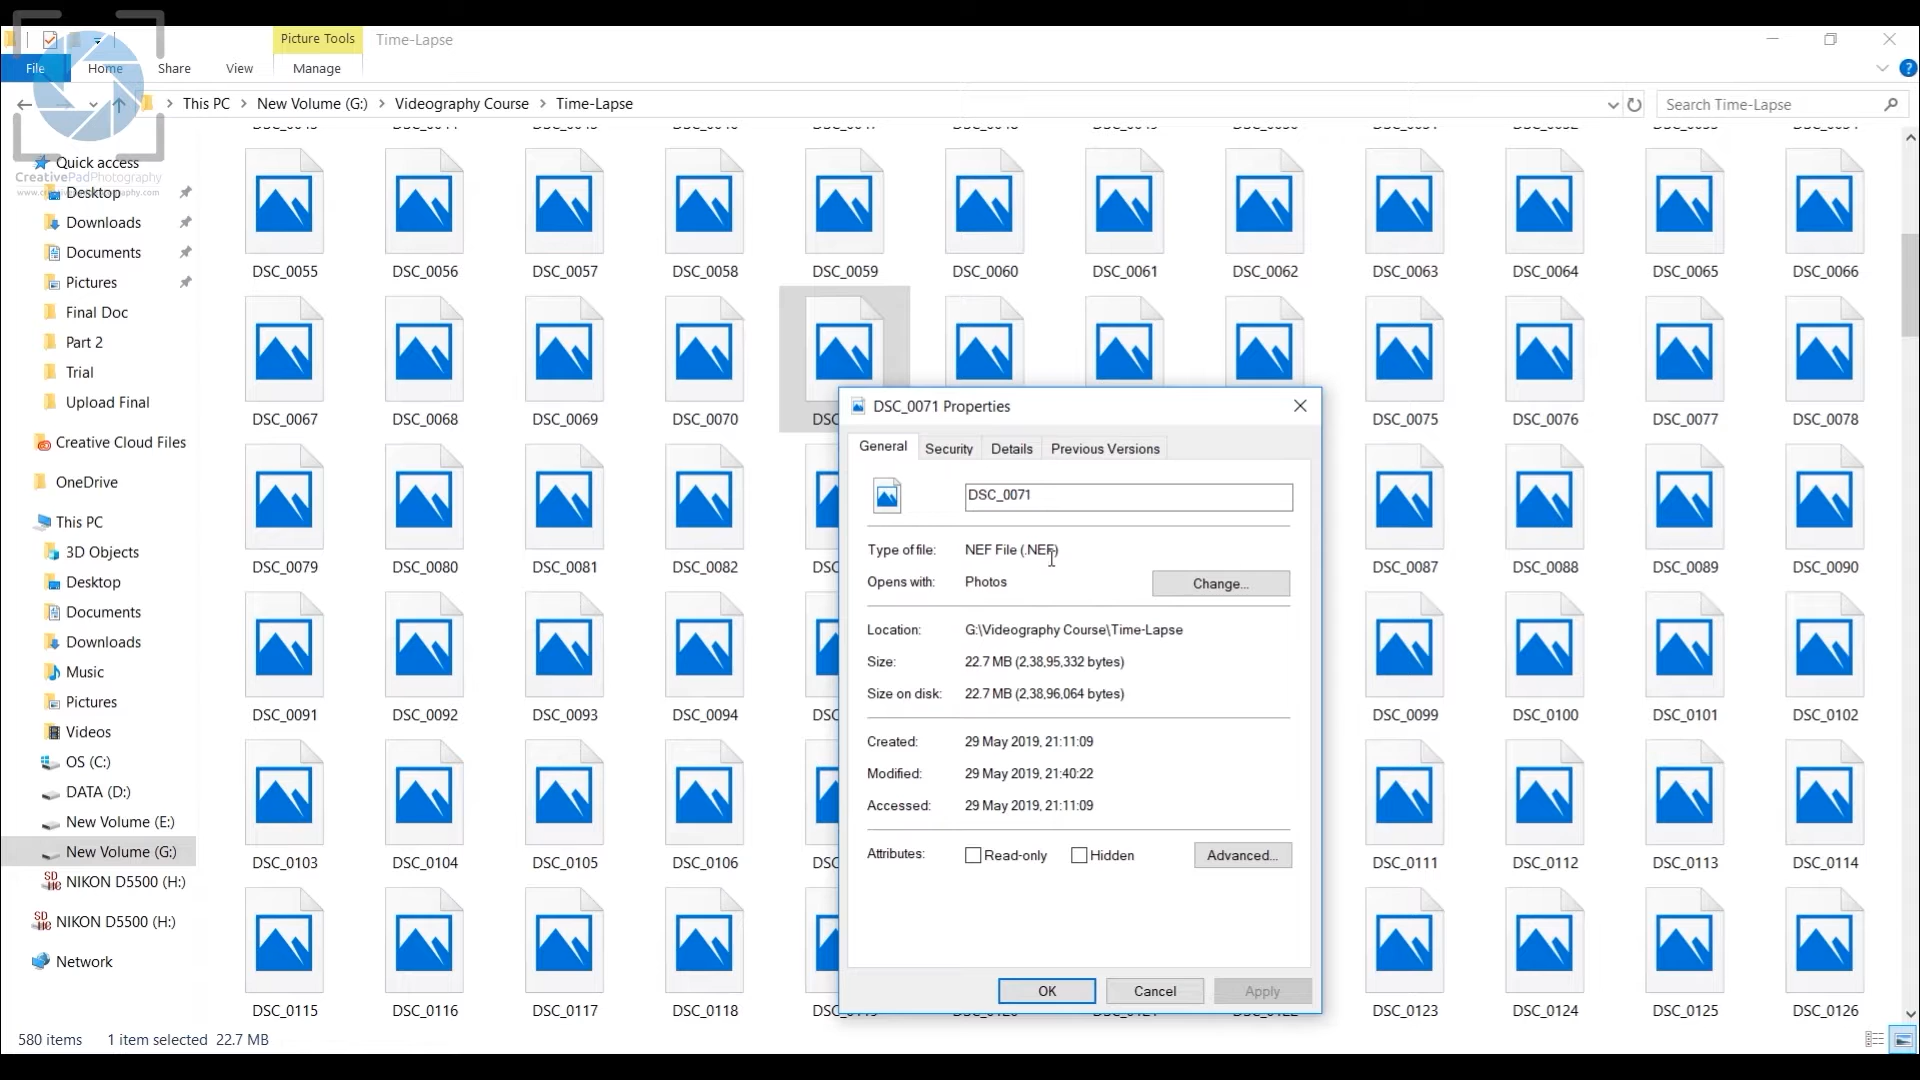 Picture Tools Time-Lapse
File Home Share View Manage
This PC New Volume (G:) Videography Course Time-Lapse
Search Time-Lapse
CreativePadPhotography
Quick access
Desktop
Downloads
Documents
Pictures
Final Doc
Part 2
Trial
Upload Final
Creative Cloud Files
OneDrive
This PC
3D Objects
Desktop
Documents
Downloads
Music
Pictures
Videos
OS (C:)
DATA (D:)
New Volume (E:)
New Volume (G:)
NIKON D5500 (H:)
NIKON D5500 (H:)
Network
DSC_0055 DSC_0056 DSC_0057 DSC_0058 DSC_0059 DSC_0060 DSC_0061 DSC_0062 DSC_0063 DSC_0064 DSC_0065 DSC_0066
DSC_0067 DSC_0068 DSC_0069 DSC_0070 DSC_0075 DSC_0076 DSC_0077 DSC_0078
DSC_0079 DSC_0080 DSC_0081 DSC_0082 DSC_0087 DSC_0088 DSC_0089 DSC_0090
DSC_0091 DSC_0092 DSC_0093 DSC_0094 DSC_0099 DSC_0100 DSC_0101 DSC_0102
DSC_0103 DSC_0104 DSC_0105 DSC_0106 DSC_0111 DSC_0112 DSC_0113 DSC_0114
DSC_0115 DSC_0116 DSC_0117 DSC_0118 DSC_0123 DSC_0124 DSC_0125 DSC_0126
DSC_0071 Properties
General Security Details Previous Versions
DSC_0071
Type of file: NEF File (.NEF)
Opens with: Photos Change...
Location: G:\Videography Course\Time-Lapse
Size: 22.7 MB (2,38,95,332 bytes)
Size on disk: 22.7 MB (2,38,96,064 bytes)
Created: 29 May 2019, 21:11:09
Modified: 29 May 2019, 21:40:22
Accessed: 29 May 2019, 21:11:09
Attributes: Read-only Hidden Advanced...
OK Cancel Apply
580 items 1 item selected 22.7 MB